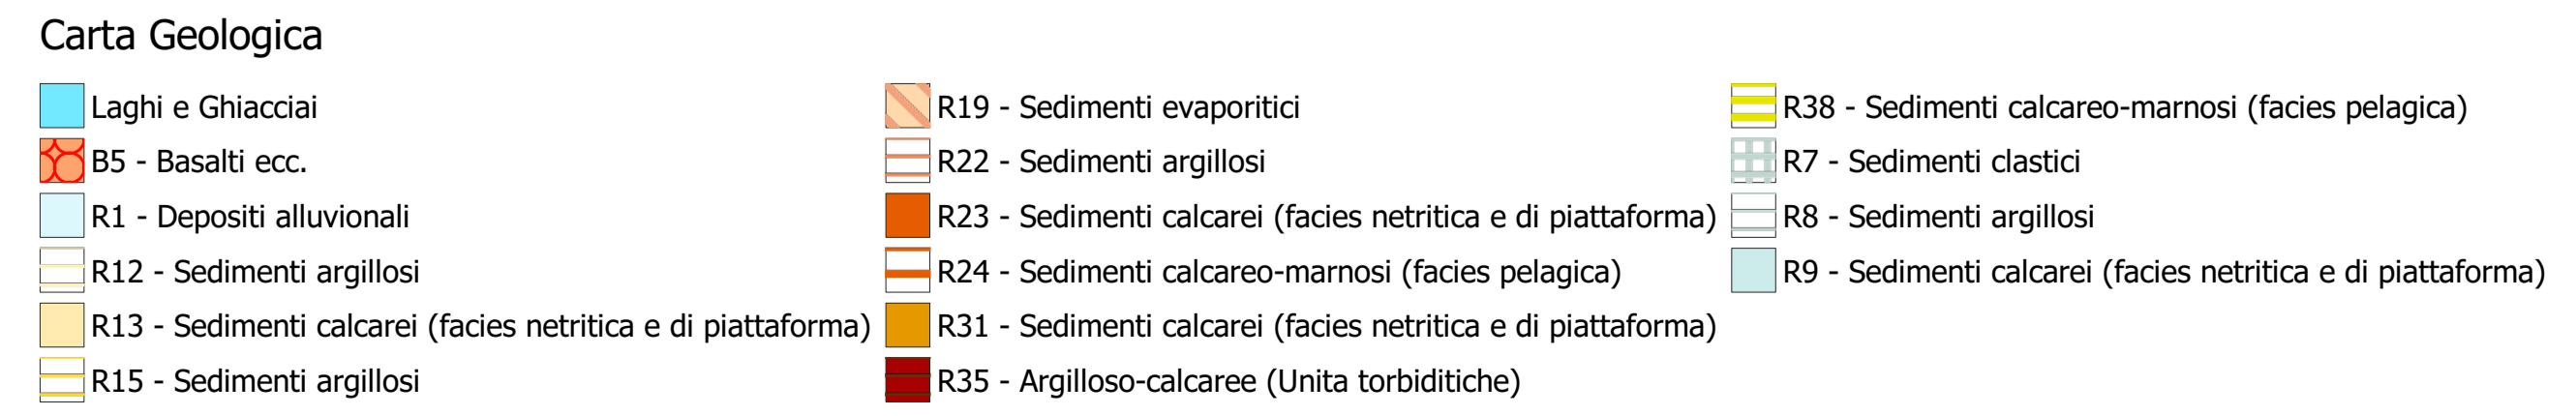 Carta Geologica
Laghi e Ghiacciai
B5 - Basalti ecc.
R1 - Depositi alluvionali
R12 - Sedimenti argillosi
R13 - Sedimenti calcarei (facies netritica e di piattaforma)
R15 - Sedimenti argillosi
R19 - Sedimenti evaporitici
R22 - Sedimenti argillosi
R23 - Sedimenti calcarei (facies netritica e di piattaforma)
R24 - Sedimenti calcareo-marnosi (facies pelagica)
R31 - Sedimenti calcarei (facies netritica e di piattaforma)
R35 - Argilloso-calcaree (Unita torbiditiche)
R38 - Sedimenti calcareo-marnosi (facies pelagica)
R7 - Sedimenti clastici
R8 - Sedimenti argillosi
R9 - Sedimenti calcarei (facies netritica e di piattaforma)